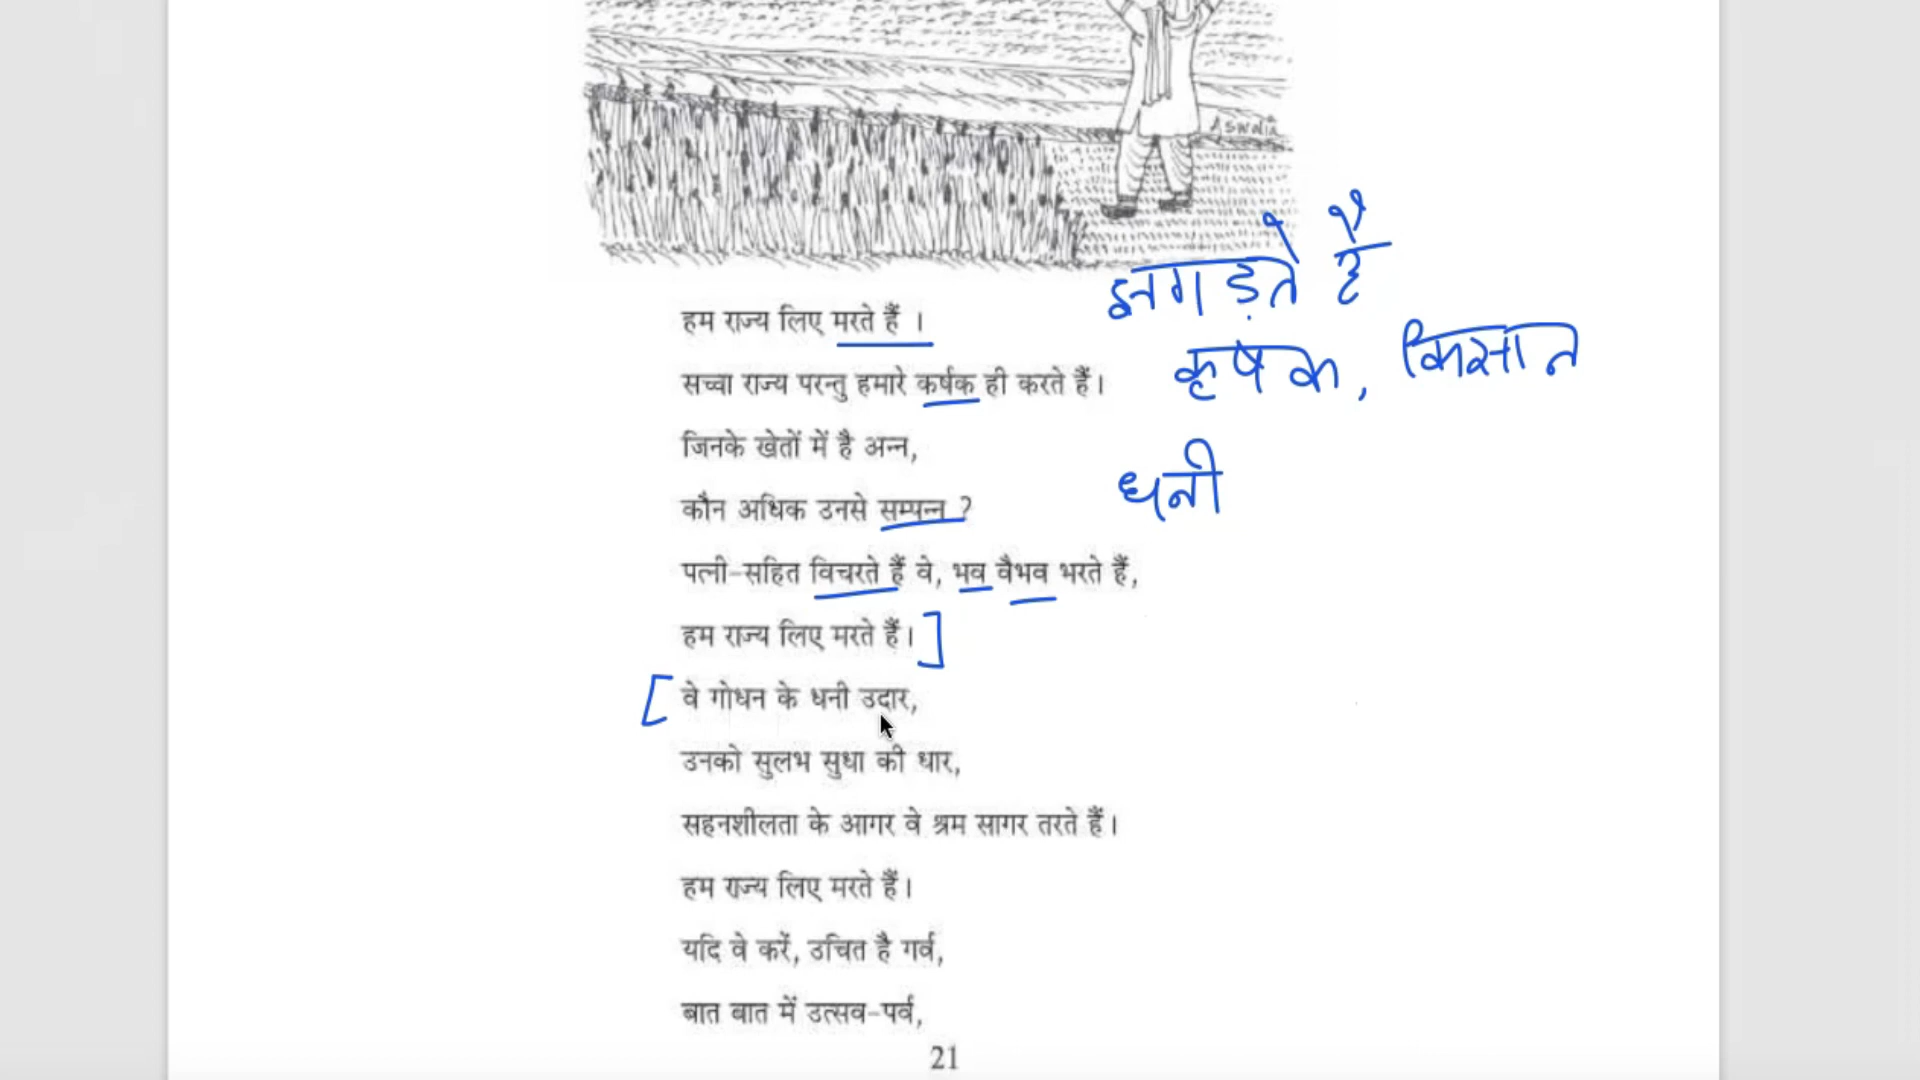 ASWNIA
झगड़ते हैं
हम राज्य लिए मरते हैं ।
सच्चा राज्य परन्तु हमारे कर्षक ही करते हैं।
कृषक, किसान
जिनके खेतों में है अन्न,
कौन अधिक उनसे सम्पन्न ?
धनी
पत्नी-सहित विचरते हैं वे, भव वैभव भरते हैं,
हम राज्य लिए मरते हैं। ]
[ वे गोधन के धनी उदार,
उनको सुलभ सुधा की धार,
सहनशीलता के आगर वे श्रम सागर तरते हैं।
हम राज्य लिए मरते हैं।
यदि वे करें, उचित है गर्व,
बात बात में उत्सव-पर्व,
21